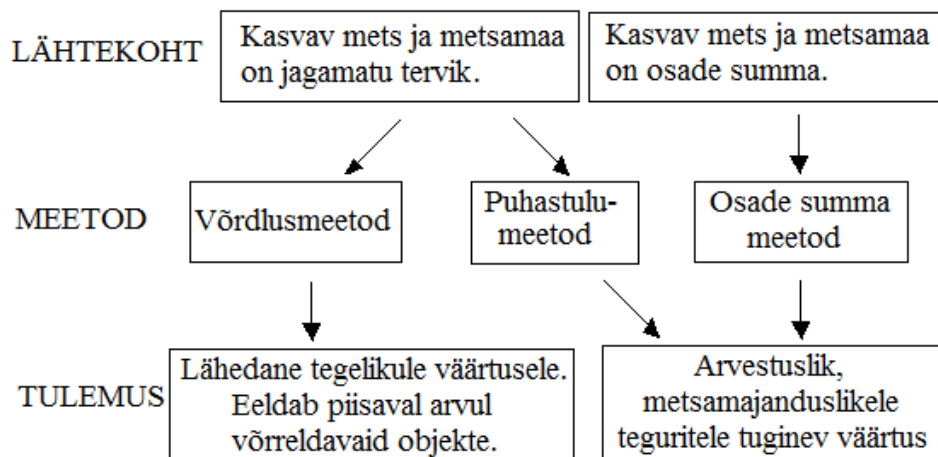 LÄHTEKOHT
Kasvav mets ja metsamaa
on jagamatu tervik.
Kasvav mets ja metsamaa
on osade summa.
MEETOD
Võrdlusmeetod
Puhastulu-
meetod
Osade summa
meetod
TULEMUS
Lähedane tegelikule väärtusele.
Eeldab piisaval arvul
võrreldavaid objekte.
Arvestuslik,
metsamajanduslikele
teguritele tuginev väärtus